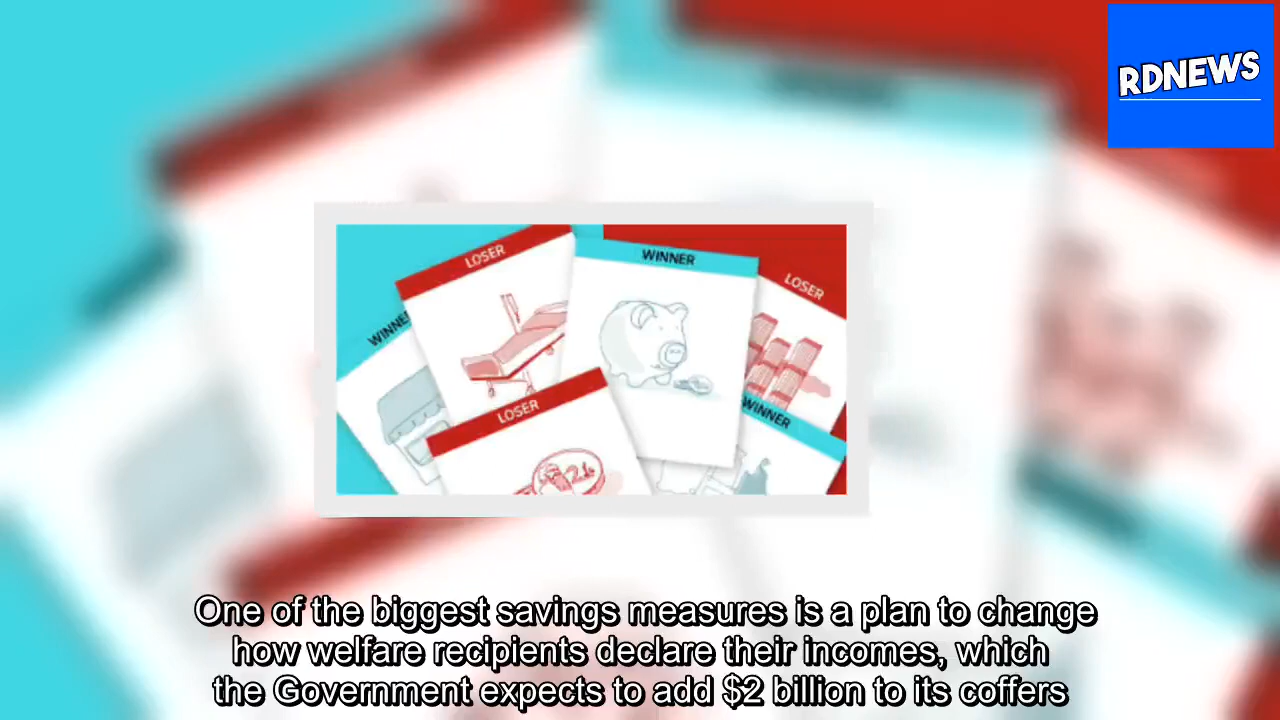 RDNEWS
LOSER
WINNER
LOSER
WINNER
LOSER
WINNER
One of the biggest savings measures is a plan to change
how welfare recipients declare their incomes, which
the Government expects to add $2 billion to its coffers